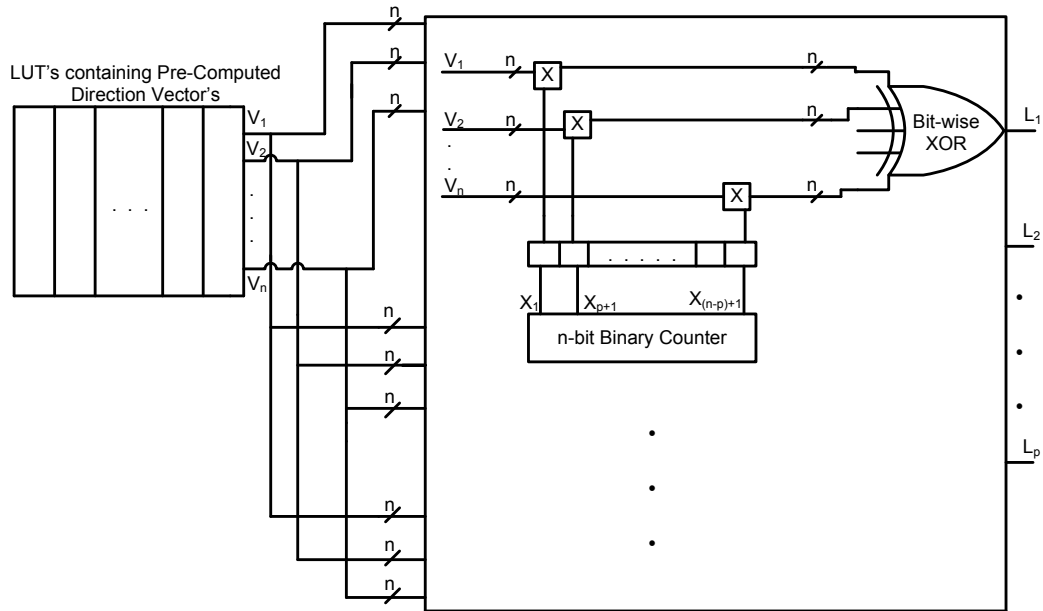 LUT's containing Pre-Computed
Direction Vector's
V1
V2
.
.
.
Vn
. . .
n
n
n
n
n
n
n
n
n
V1 n X n
V2 n X n
.
.
Vn n X n
Bit-wise
XOR
. . . . .
X1 Xp+1 X(n-p)+1
n-bit Binary Counter
L1
L2
•
•
•
Lp
•
•
•